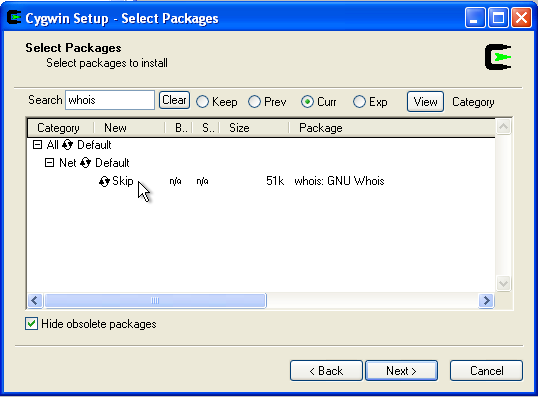 Cygwin Setup - Select Packages
Select Packages
Select packages to install
Search whois Clear Keep Prev Curr Exp View Category
Category New B.. S.. Size Package
All Default
Net Default
Skip n/a n/a 51k whois: GNU Whois
Hide obsolete packages
< Back Next > Cancel